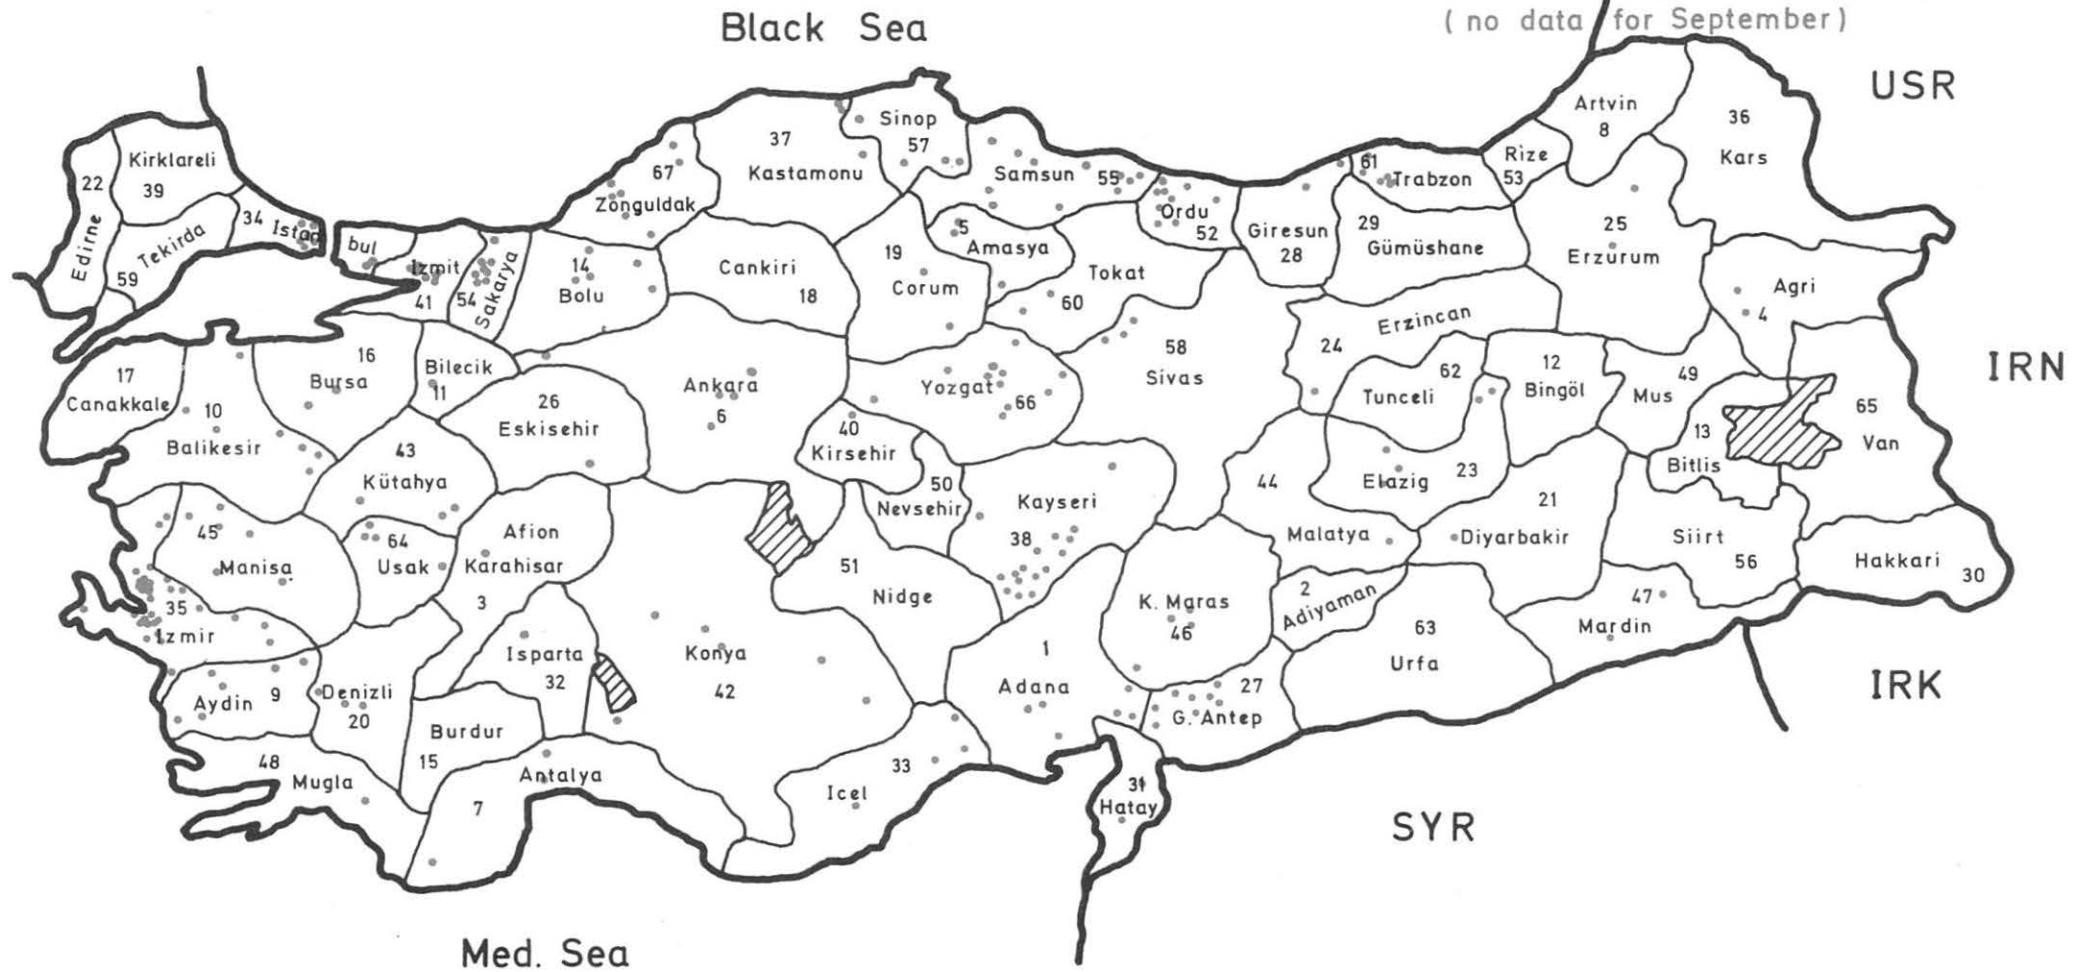 Black Sea
( no data for September )
USR
Artvin
8
36
Kars
Sinop
57
37
Kastamonu
Kirklareli
39
22
Edirne
67
Zonguldak
Samsun 55
61
Trabzon
Rize
53
34 Istan
bul
Tekirda
59
Izmit
41
54
Sakarya
14
Bolu
Cankiri
18
19
Corum
5
Amasya
Tokat
60
Ordu
52
Giresun
28
29
Gümüshane
25
Erzurum
Agri
4
IRN
17
Canakkale
10
Balikesir
16
Bursa
Bilecik
11
26
Eskisehir
Ankara
6
Yozgat
66
58
Sivas
24
Erzincan
Tunceli
62
12
Bingöl
49
Mus
13
Bitlis
65
Van
43
Kütahya
40
Kirsehir
50
Nevsehir
Kayseri
38
44
Malatya
Elazig 23
21
Diyarbakir
Siirt
56
Hakkari
30
45
Manisa
64
Usak
Afion
Karahisar
3
51
Nidge
K. Maras
46
2
Adiyaman
47
Mardin
35
Izmir
Isparta
32
Konya
42
1
Adana
63
Urfa
IRK
Aydin 9
Denizli
20
Burdur
15
27
G. Antep
48
Mugla
Antalya
7
33
Icel
31
Hatay
SYR
Med. Sea